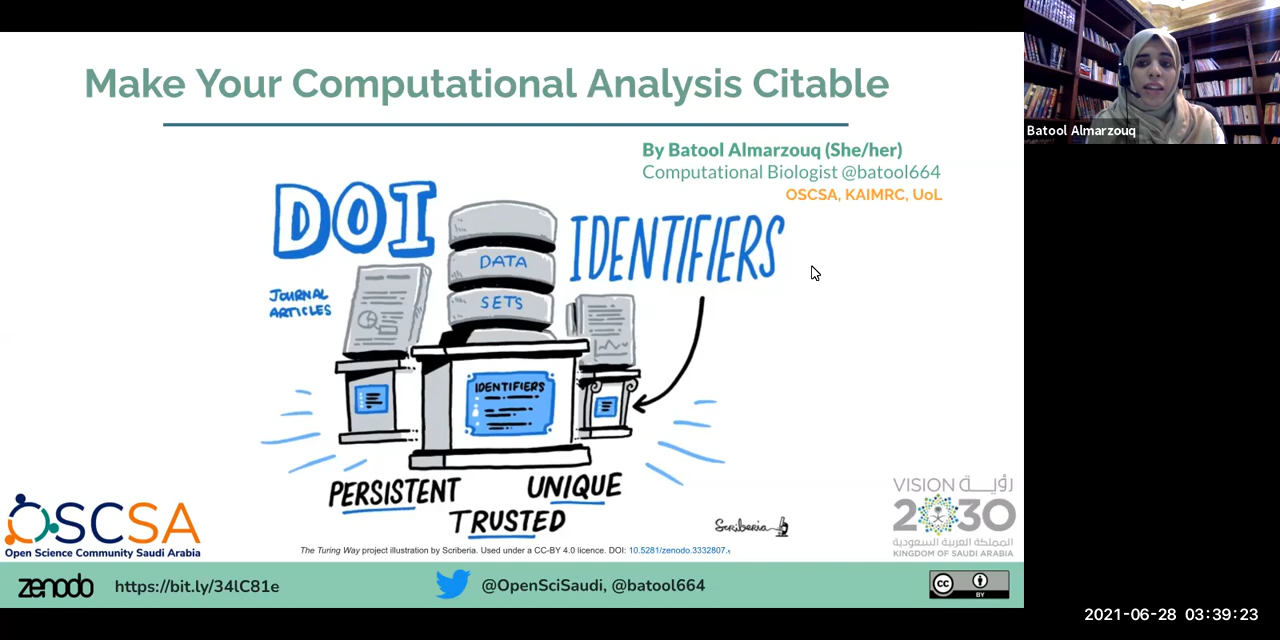 Make Your Computational Analysis Citable
By Batool Almarzouq (She/her)
Computational Biologist @batool664
OSCSA, KAIMRC, UoL
Batool Almarzouq
DOI
IDENTIFIERS
JOURNAL
ARTICLES
DATA
SETS
IDENTIFIERS
PERSISTENT
UNIQUE
TRUSTED
Scriberia
The Turing Way project illustration by Scriberia. Used under a CC-BY 4.0 licence. DOI: 10.5281/zenodo.3332807.
OSCSA
Open Science Community Saudi Arabia
VISION رؤية
2030
المملكة العربية السعودية
KINGDOM OF SAUDI ARABIA
zenodo
https://bit.ly/34lC81e
@OpenSciSaudi, @batool664
cc
BY
2021-06-28 03:39:23